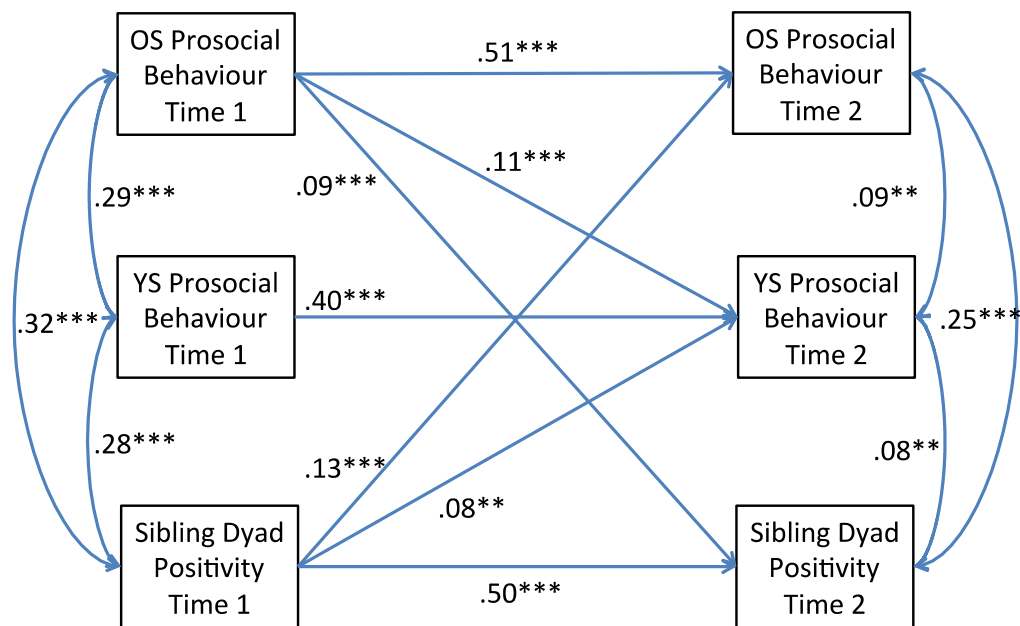 OS Prosocial
Behaviour
Time 1
OS Prosocial
Behaviour
Time 2
.51***
.29***
.09***
.11***
.09**
YS Prosocial
Behaviour
Time 1
YS Prosocial
Behaviour
Time 2
.40***
.32***
.25***
.28***
.13***
.08**
.08**
Sibling Dyad
Positivity
Time 1
Sibling Dyad
Positivity
Time 2
.50***